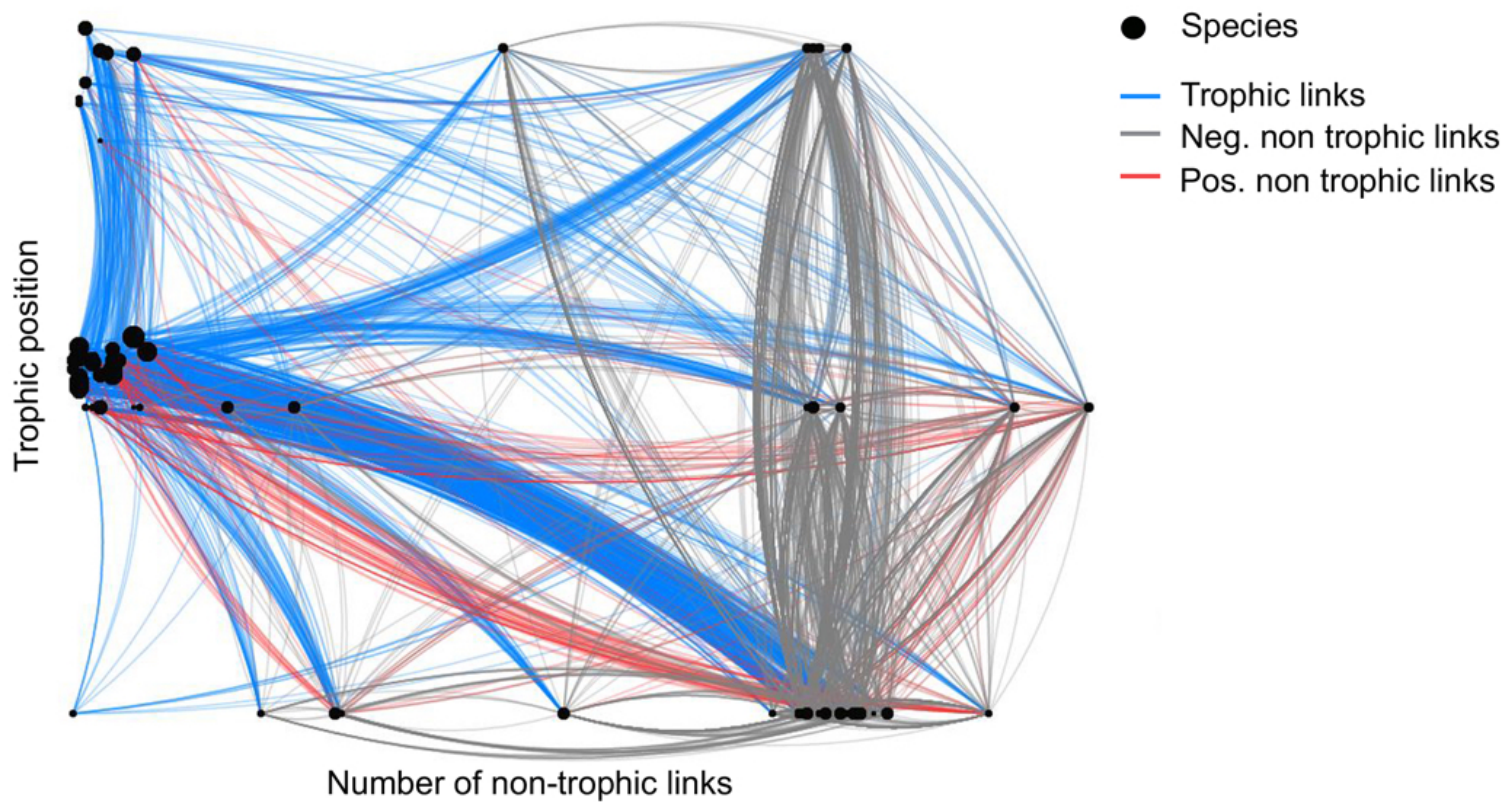 Species
Trophic links
Neg. non trophic links
Pos. non trophic links
Trophic position
Number of non-trophic links